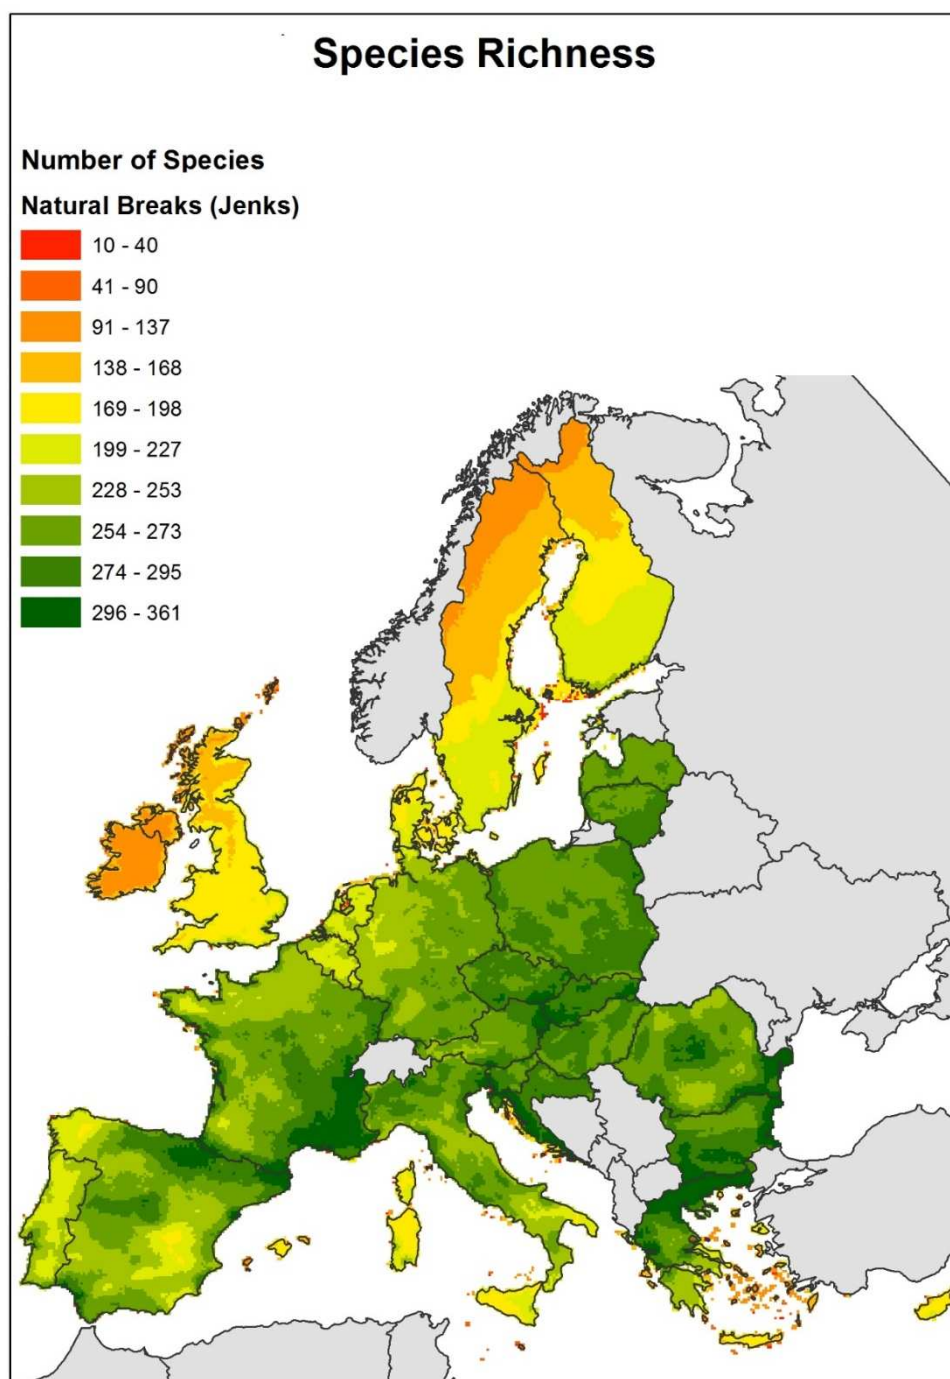 Species Richness
Number of Species
Natural Breaks (Jenks)
10 - 40
41 - 90
91 - 137
138 - 168
169 - 198
199 - 227
228 - 253
254 - 273
274 - 295
296 - 361